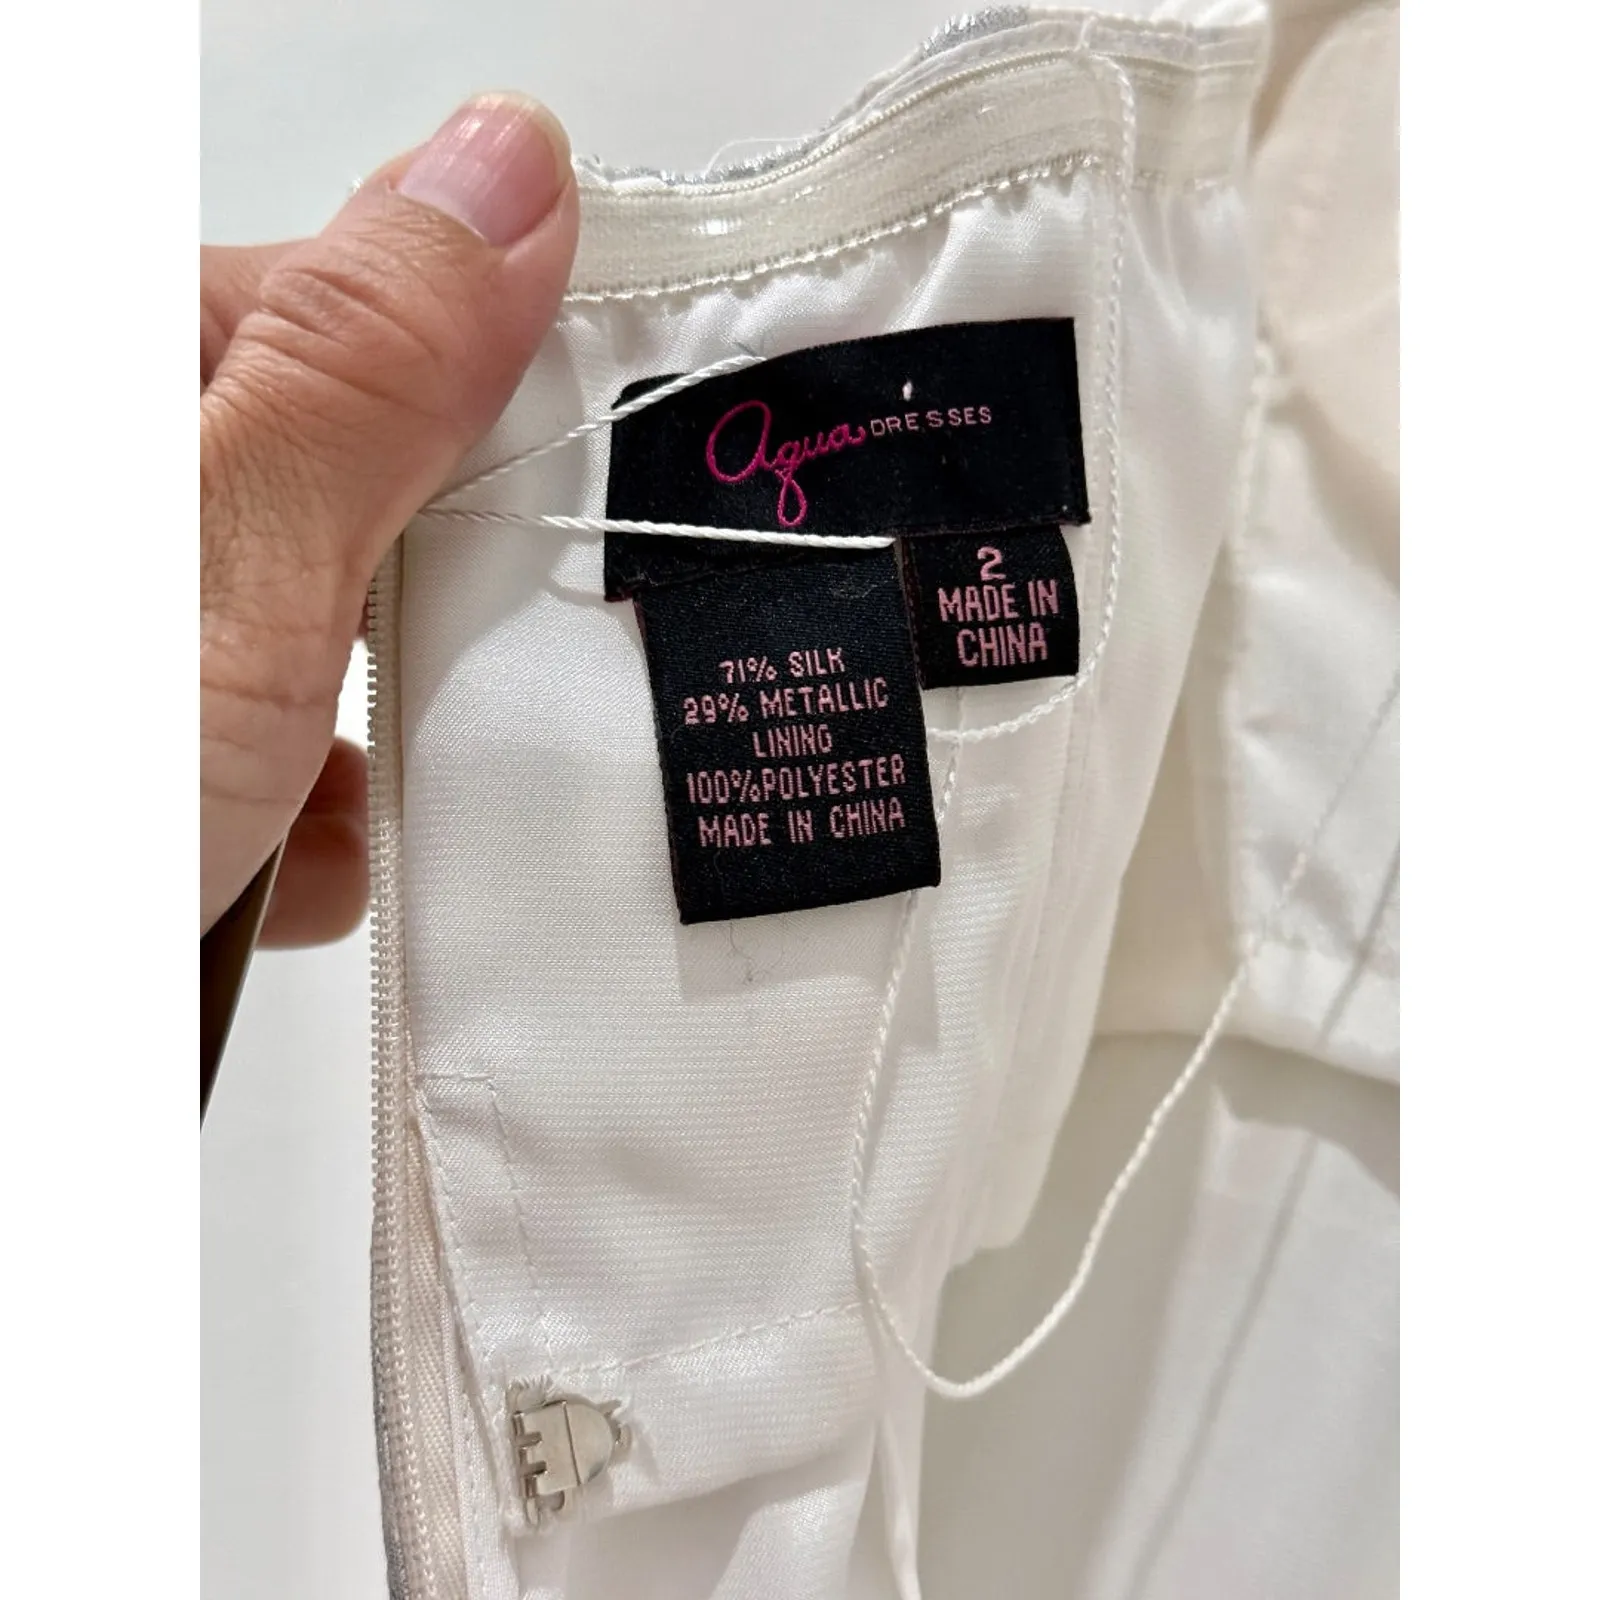 Aqua DRESSES
2
MADE IN
CHINA
71% SILK
29% METALLIC
LINING
100%POLYESTER
MADE IN CHINA